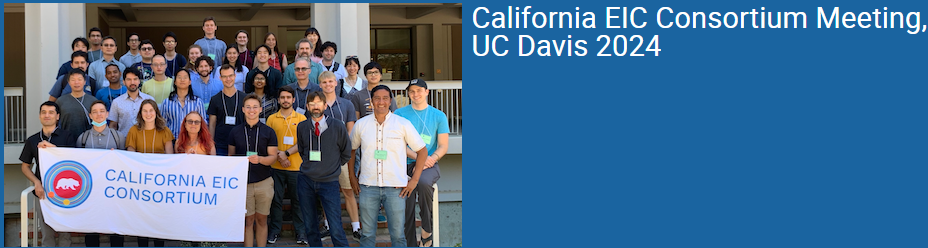 California EIC Consortium Meeting,
UC Davis 2024
CALIFORNIA EIC
CONSORTIUM